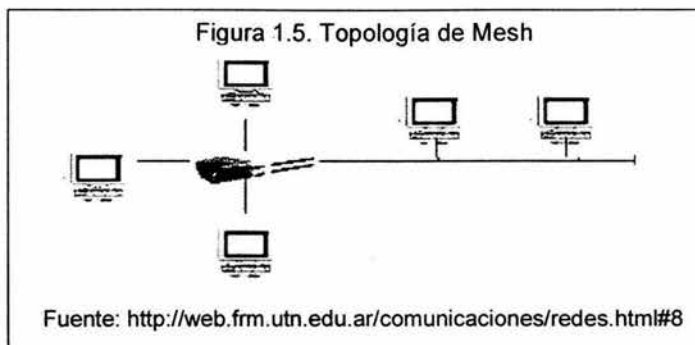 Figura 1.5. Topología de Mesh
Fuente: http://web.frm.utn.edu.ar/comunicaciones/redes.html#8